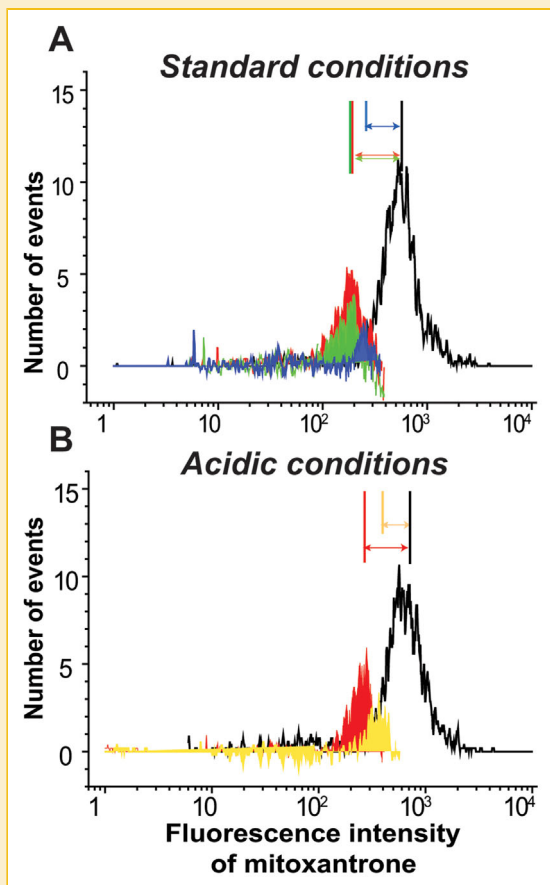 A
Standard conditions
15
10
5
0
Number of events
1 10 10² 10³ 10⁴
B
Acidic conditions
15
10
5
0
Number of events
1 10 10² 10³ 10⁴
Fluorescence intensity
of mitoxantrone